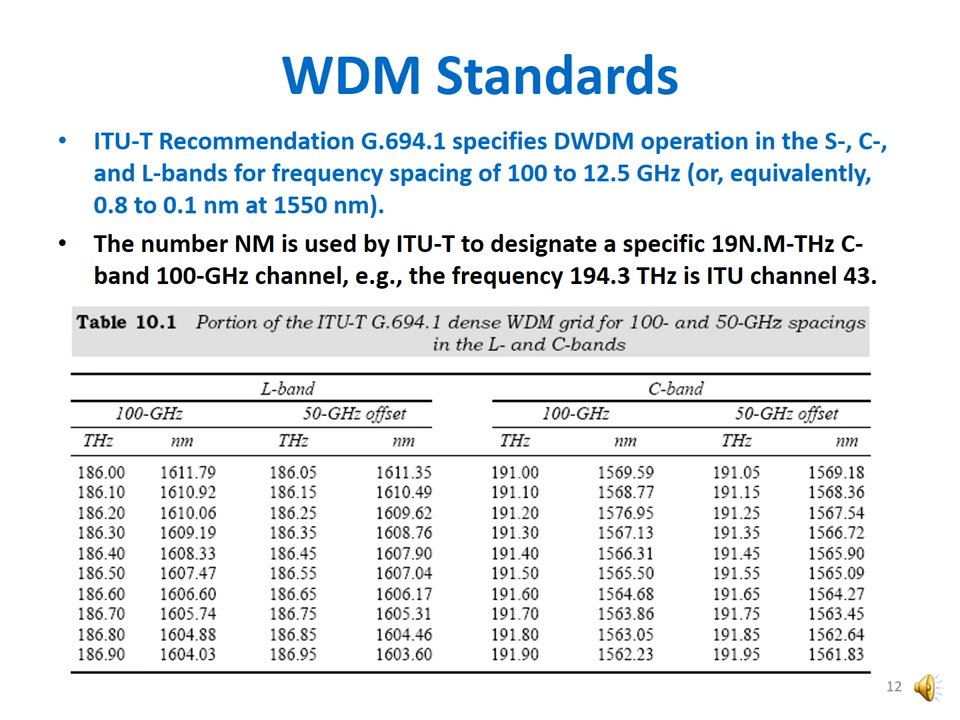 WDM Standards
• ITU-T Recommendation G.694.1 specifies DWDM operation in the S-, C-,
and L-bands for frequency spacing of 100 to 12.5 GHz (or, equivalently,
0.8 to 0.1 nm at 1550 nm).
• The number NM is used by ITU-T to designate a specific 19N.M-THz C-
band 100-GHz channel, e.g., the frequency 194.3 THz is ITU channel 43.
Table 10.1 Portion of the ITU-T G.694.1 dense WDM grid for 100- and 50-GHz spacings
in the L- and C-bands
L-band C-band
100-GHz 50-GHz offset 100-GHz 50-GHz offset
THz nm THz nm THz nm THz nm
186.00 1611.79 186.05 1611.35 191.00 1569.59 191.05 1569.18
186.10 1610.92 186.15 1610.49 191.10 1568.77 191.15 1568.36
186.20 1610.06 186.25 1609.62 191.20 1576.95 191.25 1567.54
186.30 1609.19 186.35 1608.76 191.30 1567.13 191.35 1566.72
186.40 1608.33 186.45 1607.90 191.40 1566.31 191.45 1565.90
186.50 1607.47 186.55 1607.04 191.50 1565.50 191.55 1565.09
186.60 1606.60 186.65 1606.17 191.60 1564.68 191.65 1564.27
186.70 1605.74 186.75 1605.31 191.70 1563.86 191.75 1563.45
186.80 1604.88 186.85 1604.46 191.80 1563.05 191.85 1562.64
186.90 1604.03 186.95 1603.60 191.90 1562.23 191.95 1561.83
12